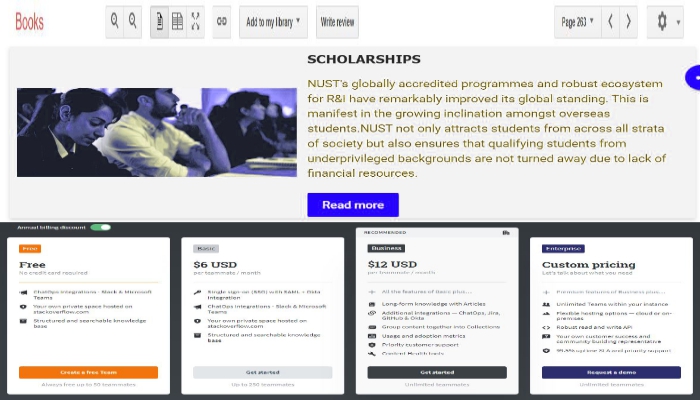 Books
Add to my library
Write review
Page 263
SCHOLARSHIPS
NUST's globally accredited programmes and robust ecosystem
for R&I have remarkably improved its global standing. This is
manifest in the growing inclination amongst overseas
students.NUST not only attracts students from across all strata
of society but also ensures that qualifying students from
underprivileged backgrounds are not turned away due to lack of
financial resources.
Read more
Annual billing discount
Free
Free
No credit card required
ChatOps integrations - Slack & Microsoft
Teams
Your own private space hosted on
stackoverflow.com
Structured and searchable knowledge
base
Create a free Team
Always free up to 50 teammates
Basic
$6 USD
per teammate / month
Single sign-on (SSO) with SAML + Data
Integration
ChatOps Integrations - Slack & Microsoft
Teams
Your own private space hosted on
stackoverflow.com
Structured and searchable knowledge
base
Get started
Up to 250 teammates
RECOMMENDED
Business
$12 USD
per teammate / month
All the features of Basic plus...
Long-form knowledge with Articles
Additional integrations — ChatOps, Jira,
GitHub & Okta
Group content together into Collections
Usage and adoption metrics
Priority customer support
Content Health tools
Get started
Unlimited teammates
Enterprise
Custom pricing
Let's talk about what you need
Premium features of Business plus...
Unlimited Teams within your instance
Flexible hosting options — cloud or on-
premises
Robust read and write API
Your own customer success and
community building representative
99.5% uptime SLA and priority support
Request a demo
Unlimited teammates